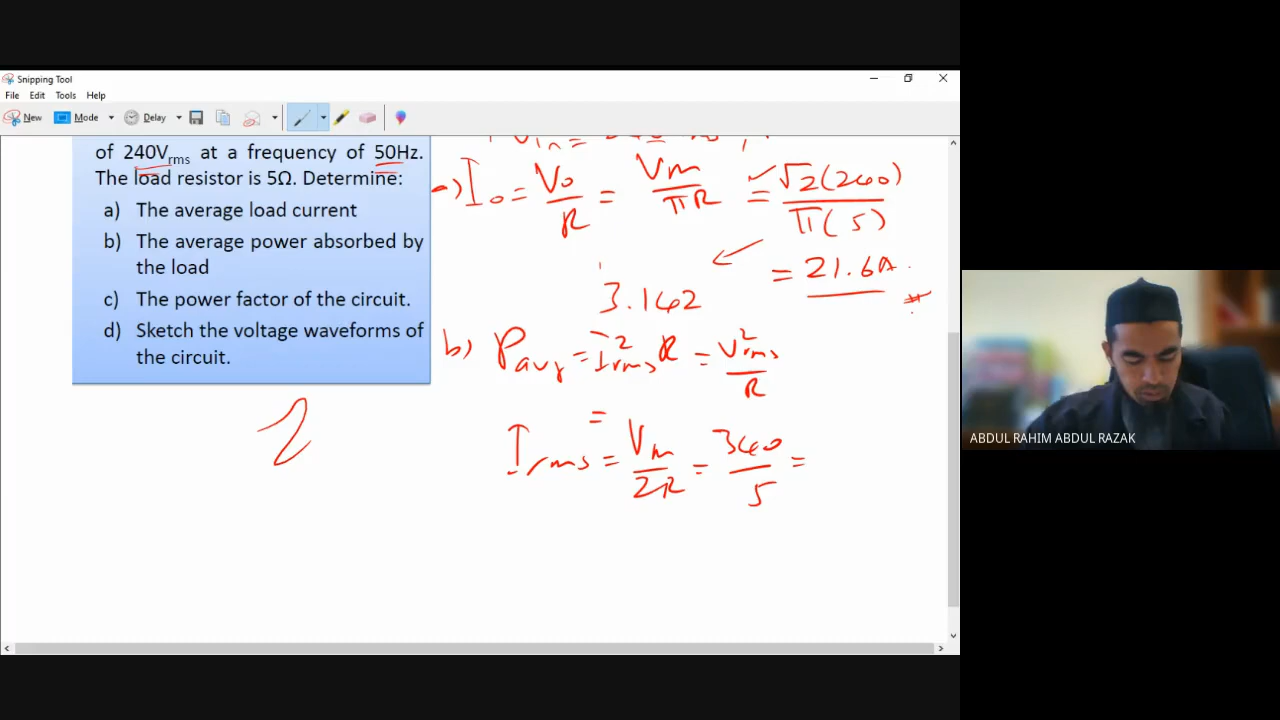 Snipping Tool
File Edit Tools Help
New Mode Delay
of 240Vrms at a frequency of 50Hz.
The load resistor is 5Ω. Determine:
a) The average load current
b) The average power absorbed by
the load
c) The power factor of the circuit.
d) Sketch the voltage waveforms of
the circuit.
a) Io = Vo/R = Vm/πR = √2(240)/π(5)
= 21.6A.
3.142
b) Pavg = I²rms R = V²rms/R
=
Irms = Vm/2R = 340/5 =
2
ABDUL RAHIM ABDUL RAZAK